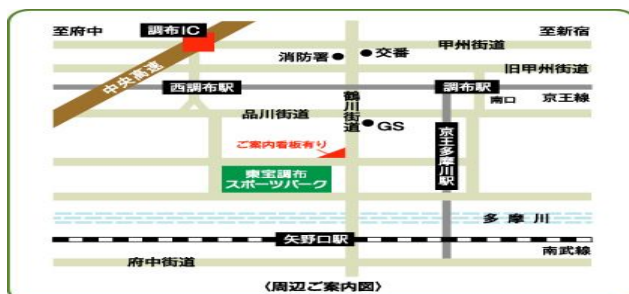 至府中
調布IC
至新宿
甲州街道
消防署
交番
旧甲州街道
中央高速
西調布駅
調布駅
南口
京王線
品川街道
鶴川街道
GS
ご案内看板有り
京王多摩川駅
東宝調布
スポーツパーク
多摩川
矢野口駅
南武線
府中街道
〈周辺ご案内図〉